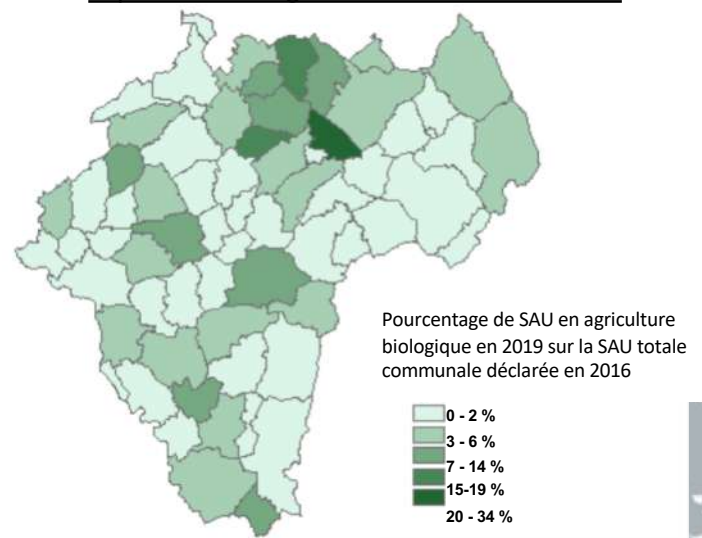 Pourcentage de SAU en agriculture
biologique en 2019 sur la SAU totale
communale déclarée en 2016
0 - 2 %
3 - 6 %
7 - 14 %
15-19 %
20 - 34 %